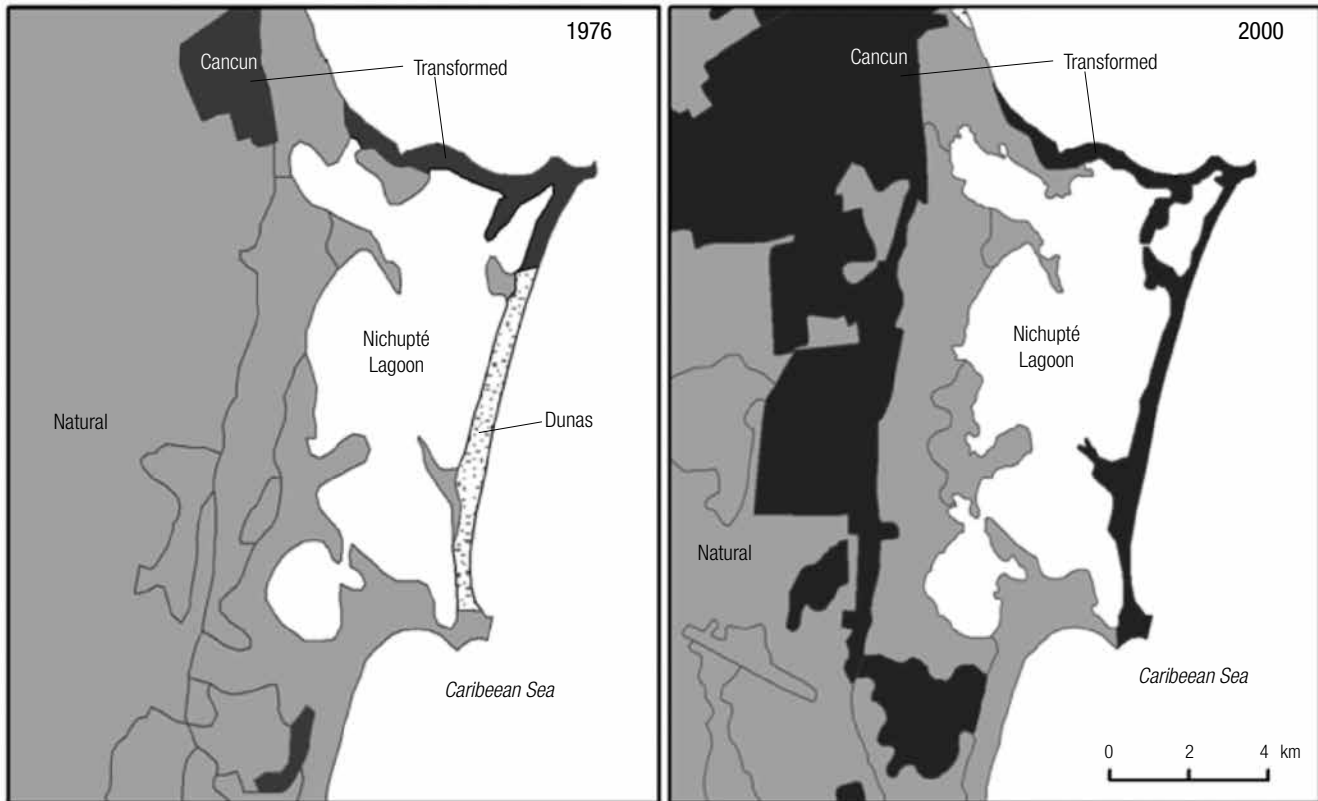 1976
Cancun
Transformed
Nichupté
Lagoon
Natural
Dunas
Caribeean Sea
2000
Cancun
Transformed
Nichupté
Lagoon
Natural
Caribeean Sea
0 2 4 km